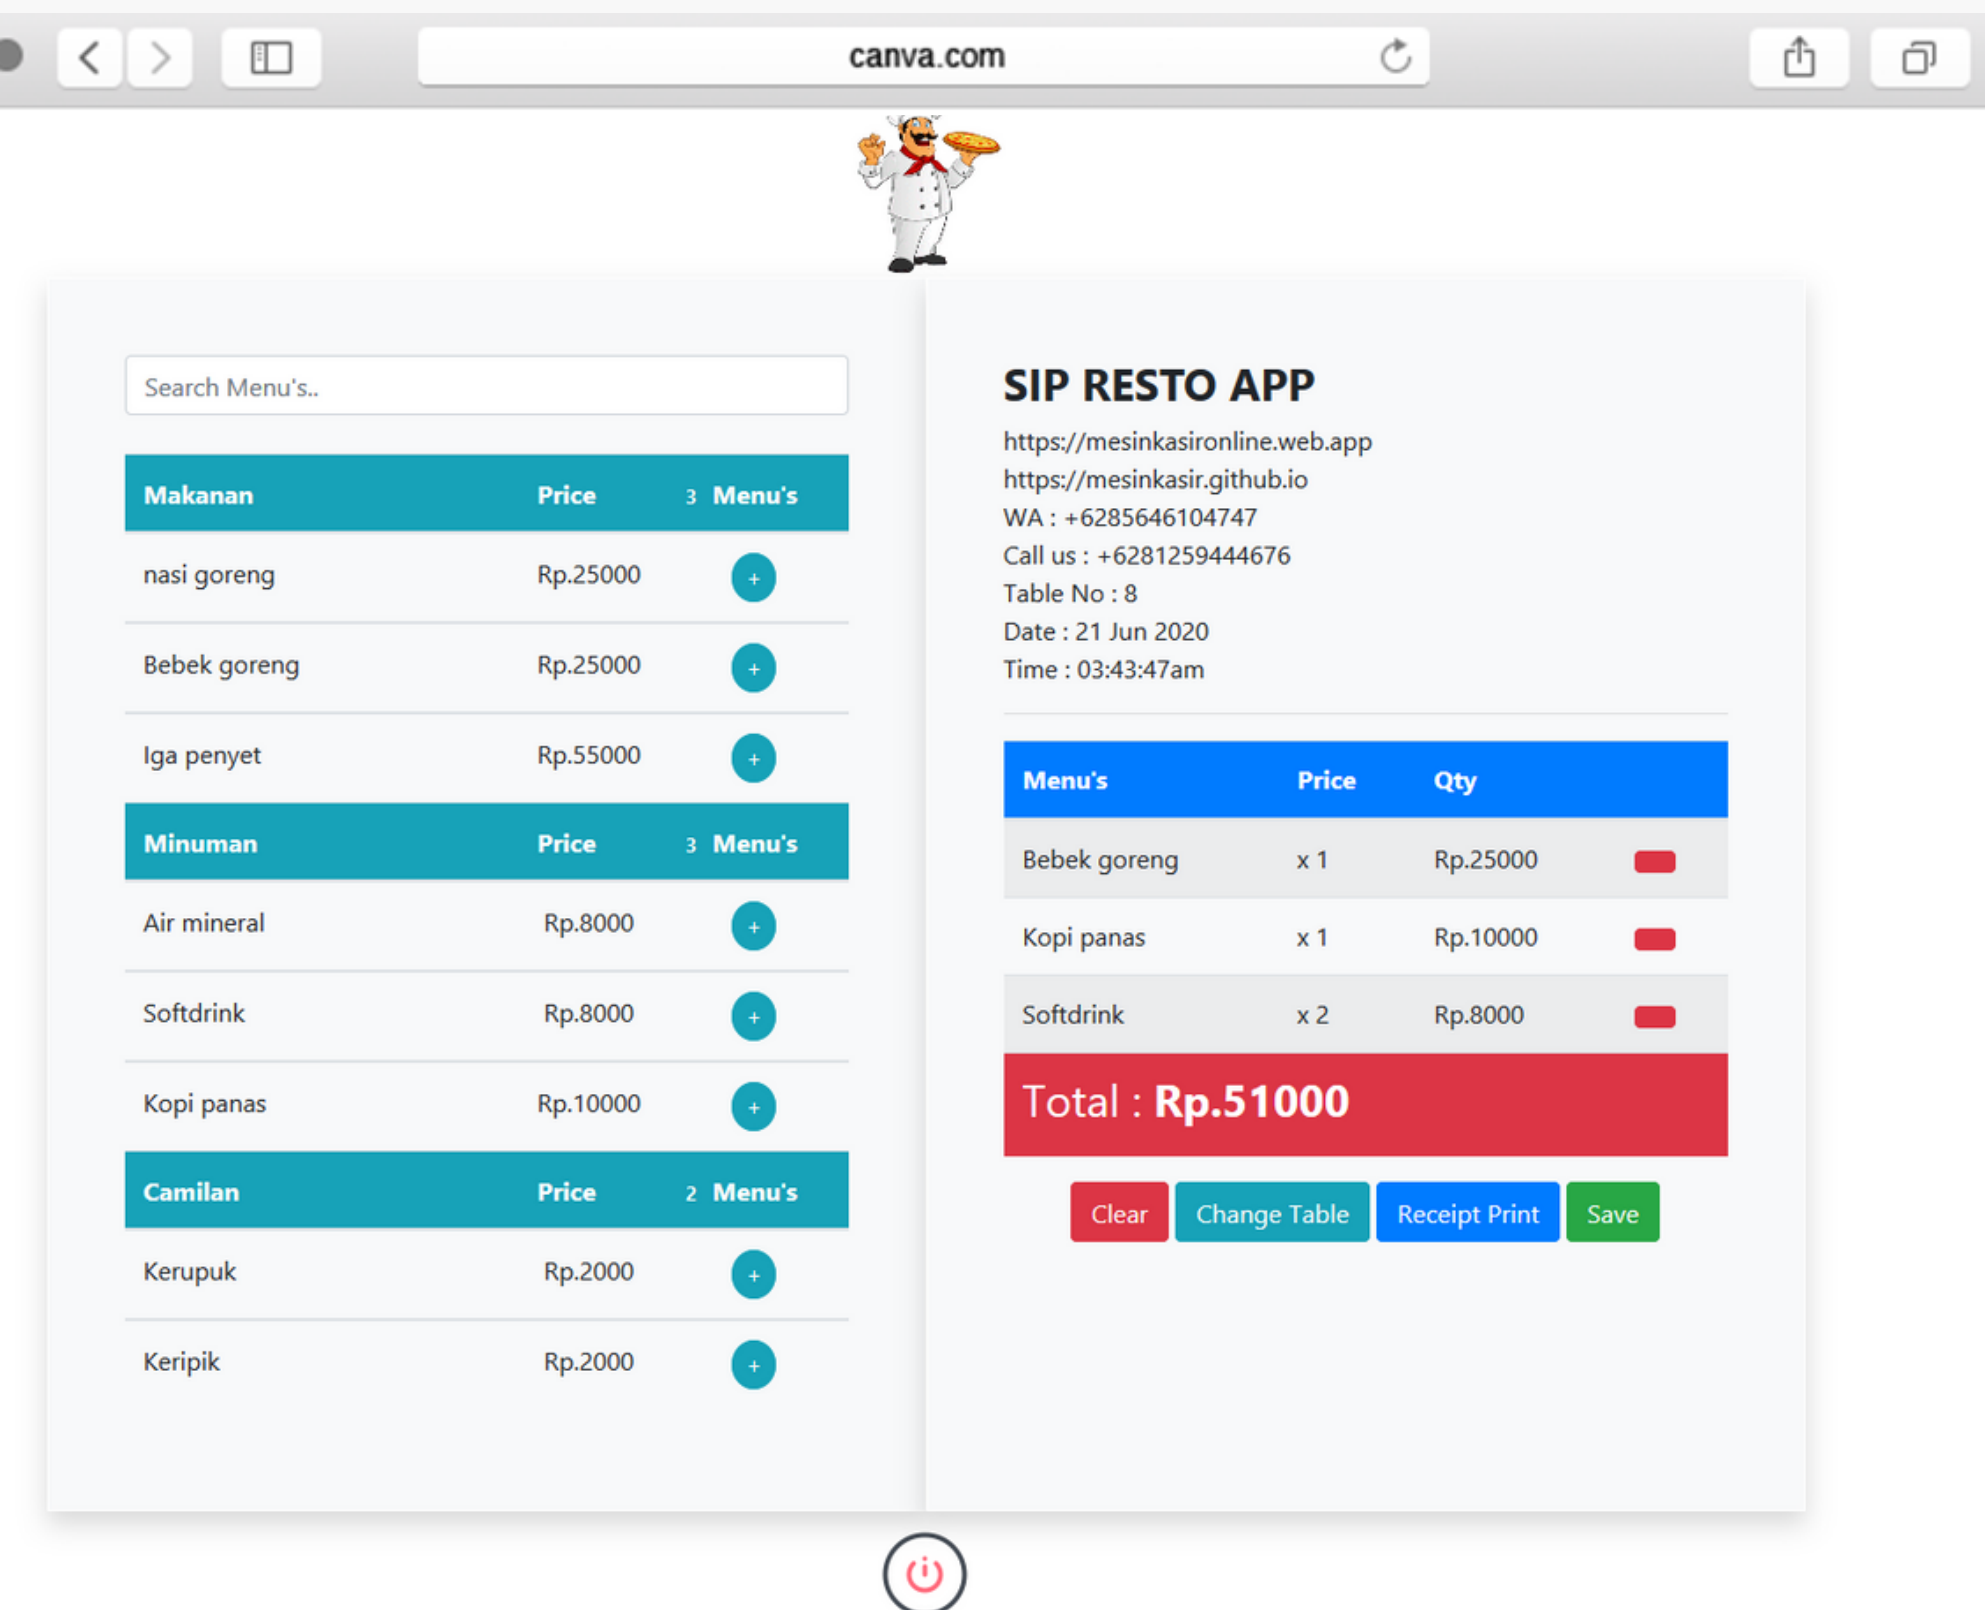 canva.com
Search Menu's..
Makanan Price 3 Menu's
nasi goreng Rp.25000 +
Bebek goreng Rp.25000 +
Iga penyet Rp.55000 +
Minuman Price 3 Menu's
Air mineral Rp.8000 +
Softdrink Rp.8000 +
Kopi panas Rp.10000 +
Camilan Price 2 Menu's
Kerupuk Rp.2000 +
Keripik Rp.2000 +
SIP RESTO APP
https://mesinkasironline.web.app
https://mesinkasir.github.io
WA : +6285646104747
Call us : +6281259444676
Table No : 8
Date : 21 Jun 2020
Time : 03:43:47am
Menu's Price Qty
Bebek goreng x 1 Rp.25000
Kopi panas x 1 Rp.10000
Softdrink x 2 Rp.8000
Total : Rp.51000
Clear Change Table Receipt Print Save